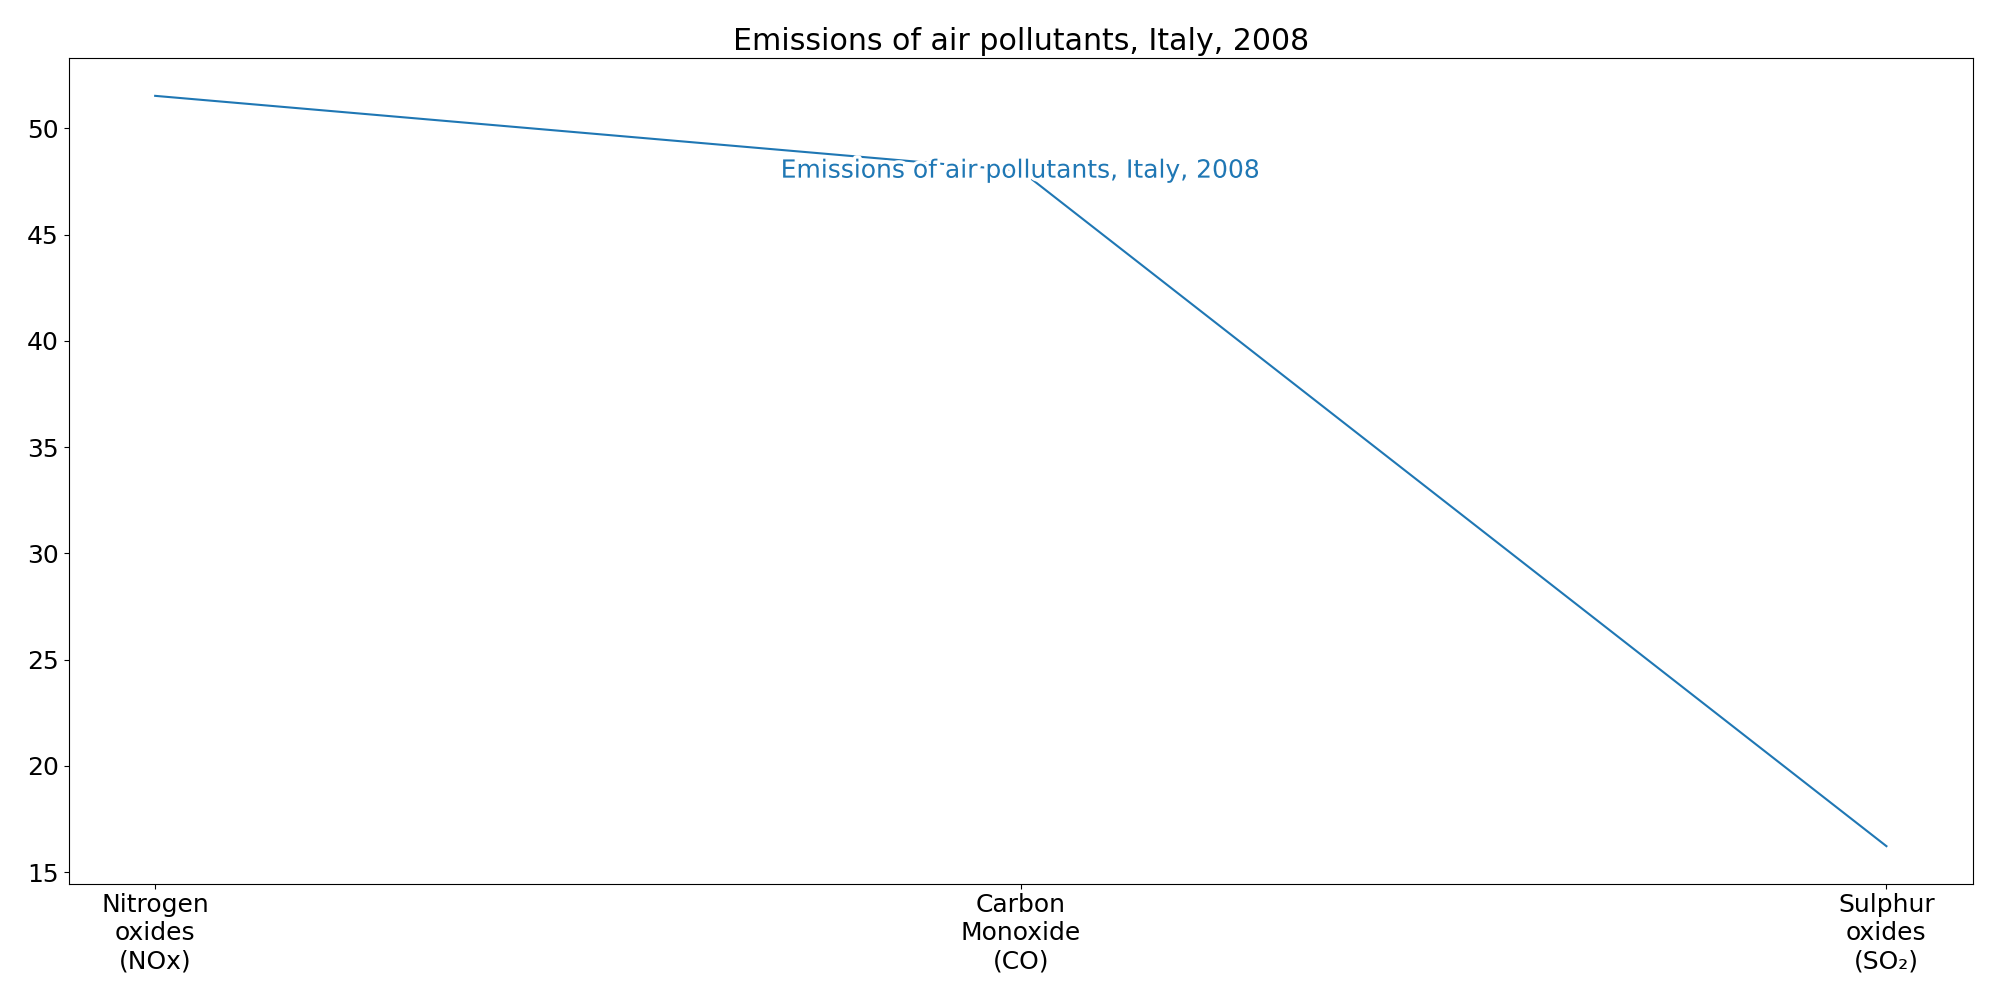 Emissions of air pollutants, Italy, 2008
50
45
40
35
30
25
20
15
Emissions of air pollutants, Italy, 2008
Nitrogen
oxides
(NOx)
Carbon
Monoxide
(CO)
Sulphur
oxides
(SO₂)